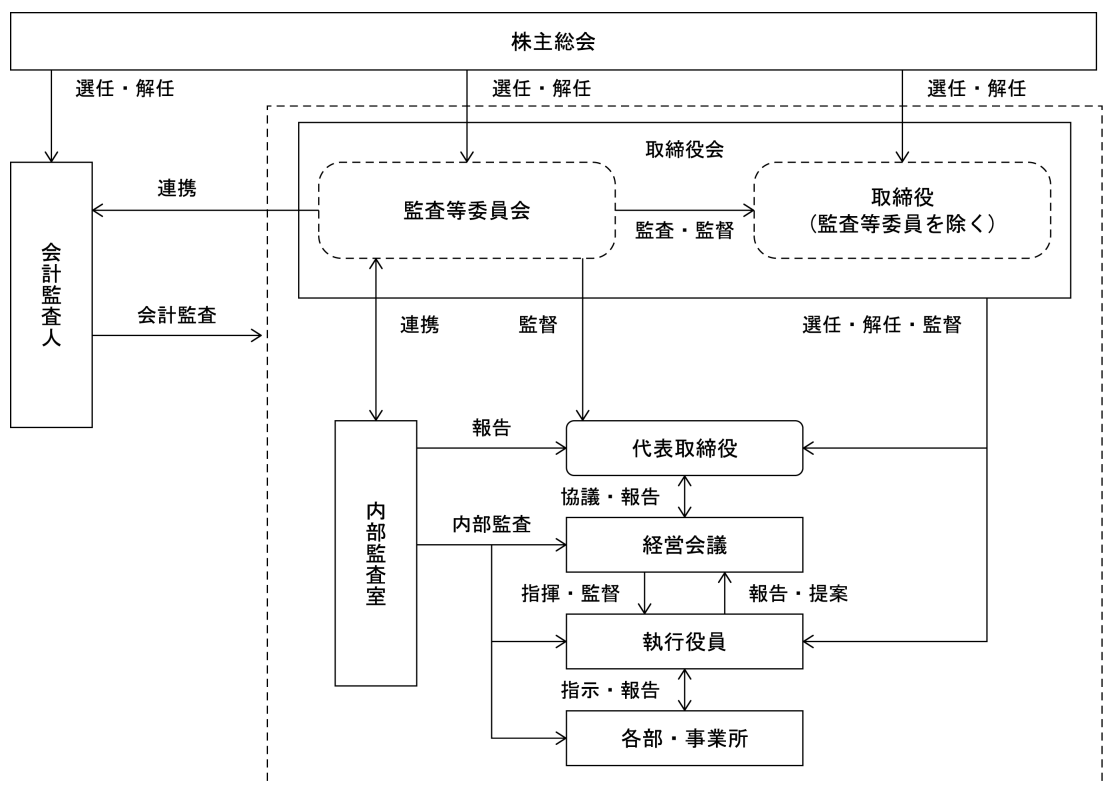 株主総会
選任・解任
選任・解任
選任・解任
取締役会
監査等委員会
取締役
(監査等委員を除く)
連携
監査・監督
会計監査人
会計監査
連携
監督
選任・解任・監督
報告
代表取締役
協議・報告
内部監査室
内部監査
経営会議
指揮・監督
報告・提案
執行役員
指示・報告
各部・事業所